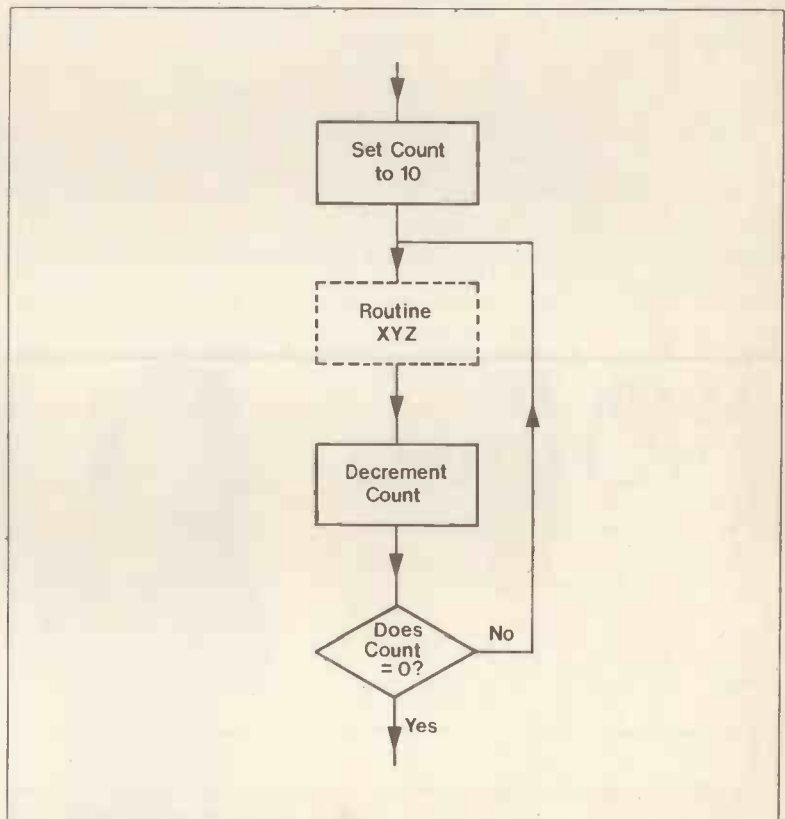 Set Count
to 10
Routine
XYZ
Decrement
Count
Does
Count
= 0?
No
Yes